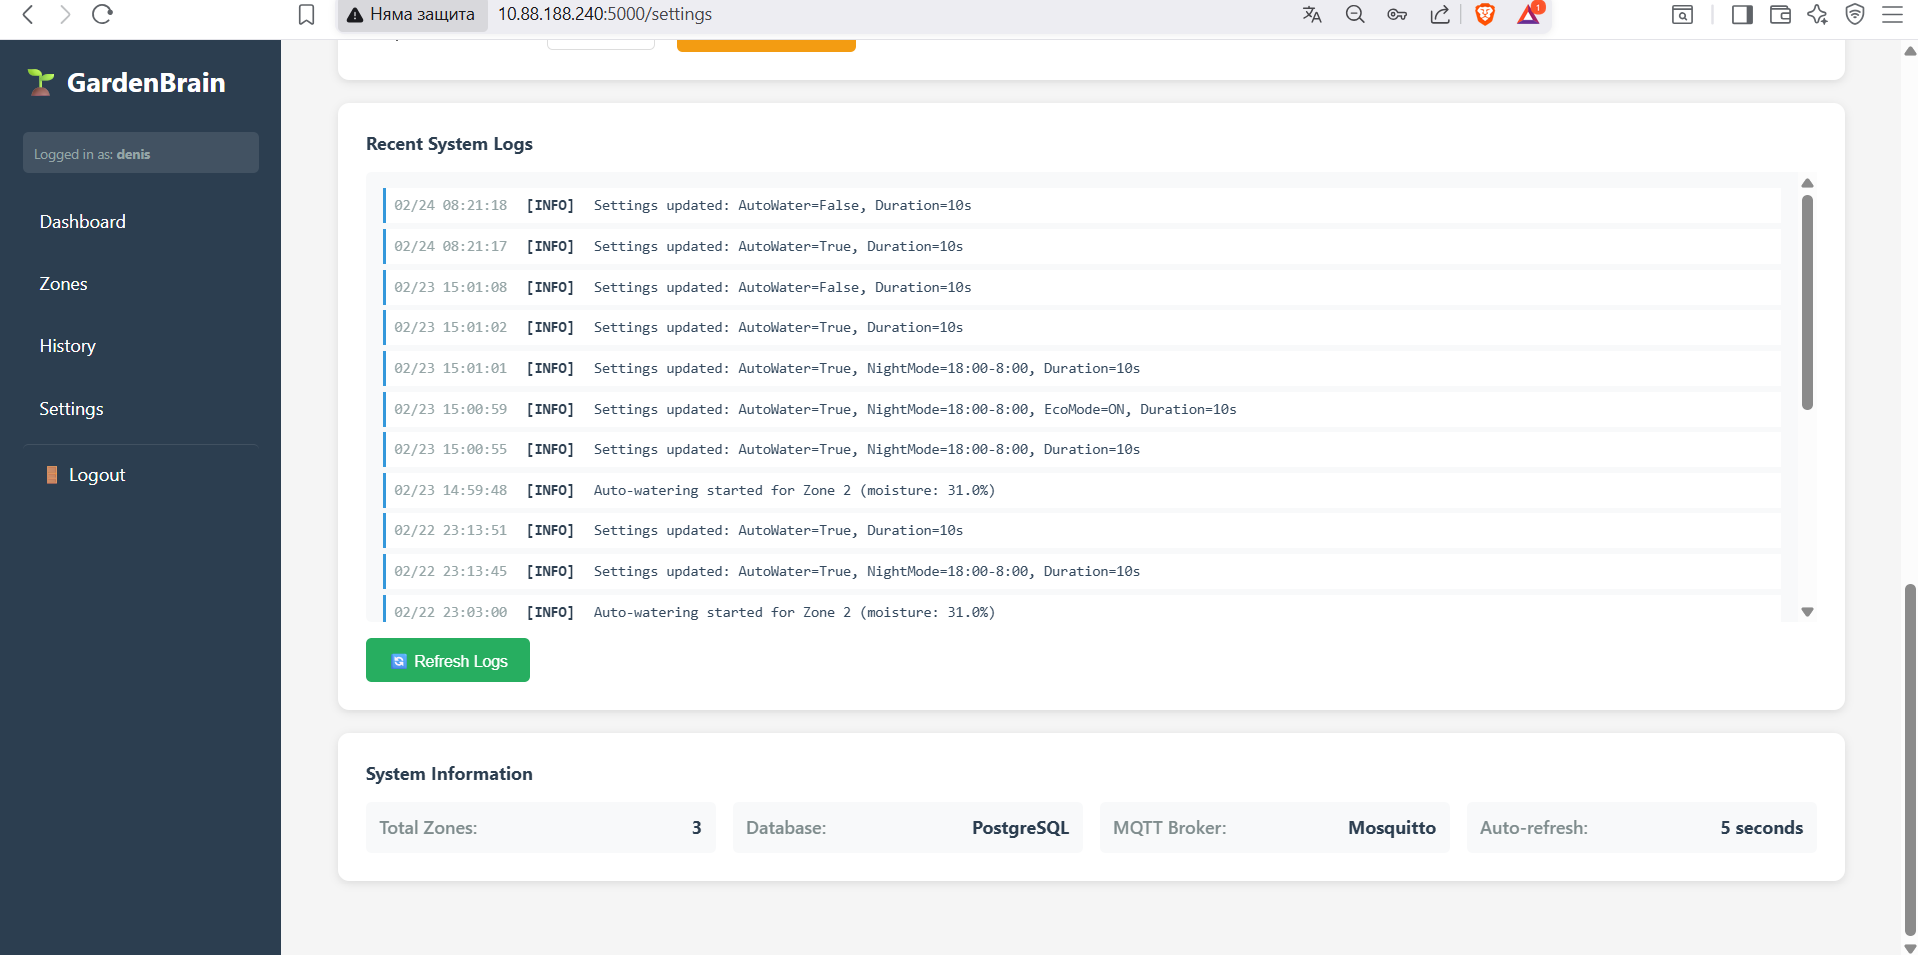 Няма защита 10.88.188.240:5000/settings
1
GardenBrain
Logged in as: denis
Dashboard
Zones
History
Settings
Logout
Recent System Logs
02/24 08:21:18 [INFO] Settings updated: AutoWater=False, Duration=10s
02/24 08:21:17 [INFO] Settings updated: AutoWater=True, Duration=10s
02/23 15:01:08 [INFO] Settings updated: AutoWater=False, Duration=10s
02/23 15:01:02 [INFO] Settings updated: AutoWater=True, Duration=10s
02/23 15:01:01 [INFO] Settings updated: AutoWater=True, NightMode=18:00-8:00, Duration=10s
02/23 15:00:59 [INFO] Settings updated: AutoWater=True, NightMode=18:00-8:00, EcoMode=ON, Duration=10s
02/23 15:00:55 [INFO] Settings updated: AutoWater=True, NightMode=18:00-8:00, Duration=10s
02/23 14:59:48 [INFO] Auto-watering started for Zone 2 (moisture: 31.0%)
02/22 23:13:51 [INFO] Settings updated: AutoWater=True, Duration=10s
02/22 23:13:45 [INFO] Settings updated: AutoWater=True, NightMode=18:00-8:00, Duration=10s
02/22 23:03:00 [INFO] Auto-watering started for Zone 2 (moisture: 31.0%)
Refresh Logs
System Information
Total Zones: 3
Database: PostgreSQL
MQTT Broker: Mosquitto
Auto-refresh: 5 seconds